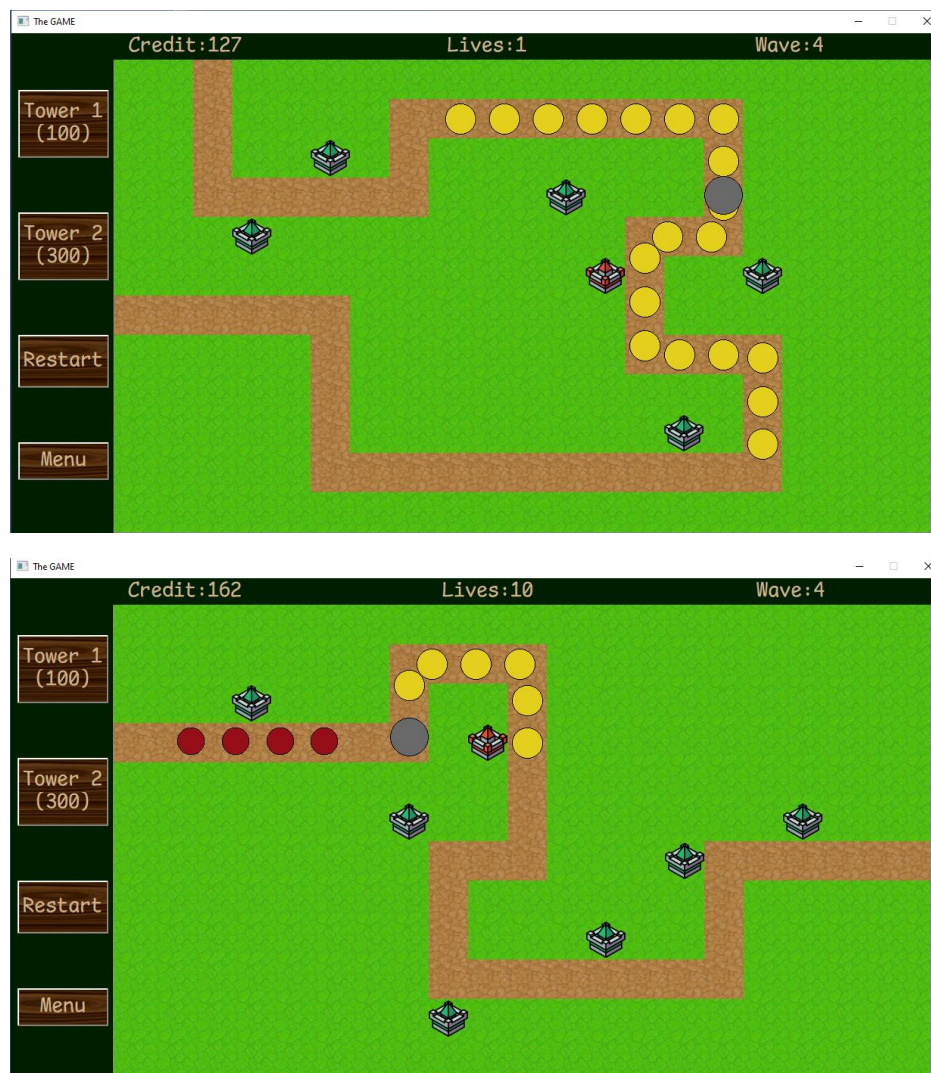 The GAME
Credit:127 Lives:1 Wave:4
Tower 1
(100)
Tower 2
(300)
Restart
Menu
The GAME
Credit:162 Lives:10 Wave:4
Tower 1
(100)
Tower 2
(300)
Restart
Menu